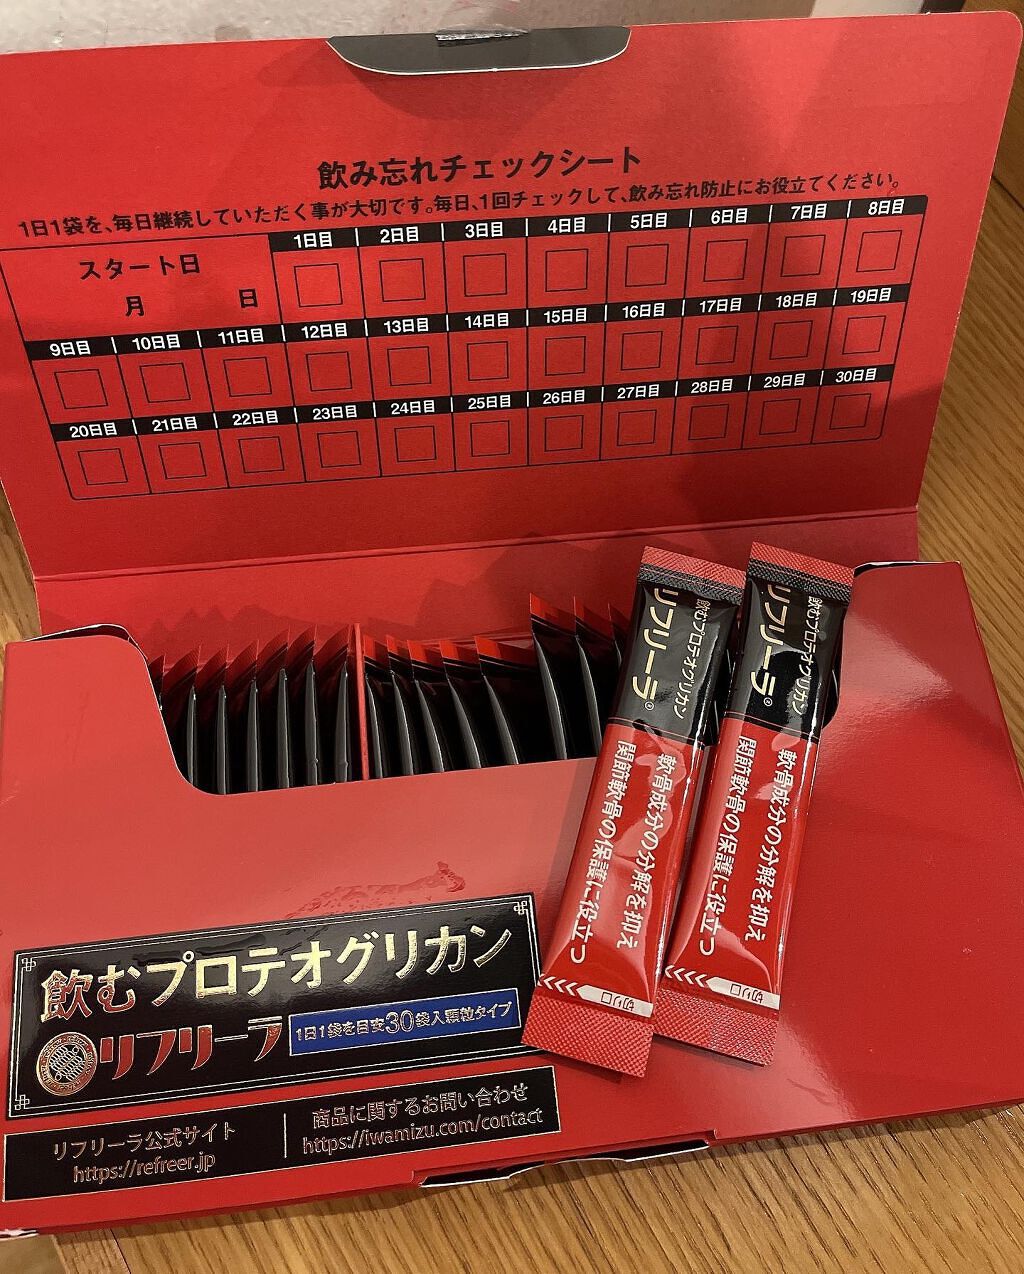 飲み忘れチェックシート
1日1袋を、毎日継続していただく事が大切です。毎日、1回チェックして、飲み忘れ防止にお役立てください。
スタート日
月 日
1日目 2日目 3日目 4日目 5日目 6日目 7日目 8日目
9日目 10日目 11日目 12日目 13日目 14日目 15日目 16日目 17日目 18日目 19日目
20日目 21日目 22日目 23日目 24日目 25日目 26日目 27日目 28日目 29日目 30日目
飲むプロテオグリカン
リフリーラ®
軟骨成分の分解を抑え
関節軟骨の保護に役立つ
切り口
飲むプロテオグリカン
リフリーラ®
軟骨成分の分解を抑え
関節軟骨の保護に役立つ
切り口
飲むプロテオグリカン
リフリーラ
1日1袋を目安30袋入顆粒タイプ
リフリーラ公式サイト
https://refreer.jp
商品に関するお問い合わせ
https://iwamizu.com/contact